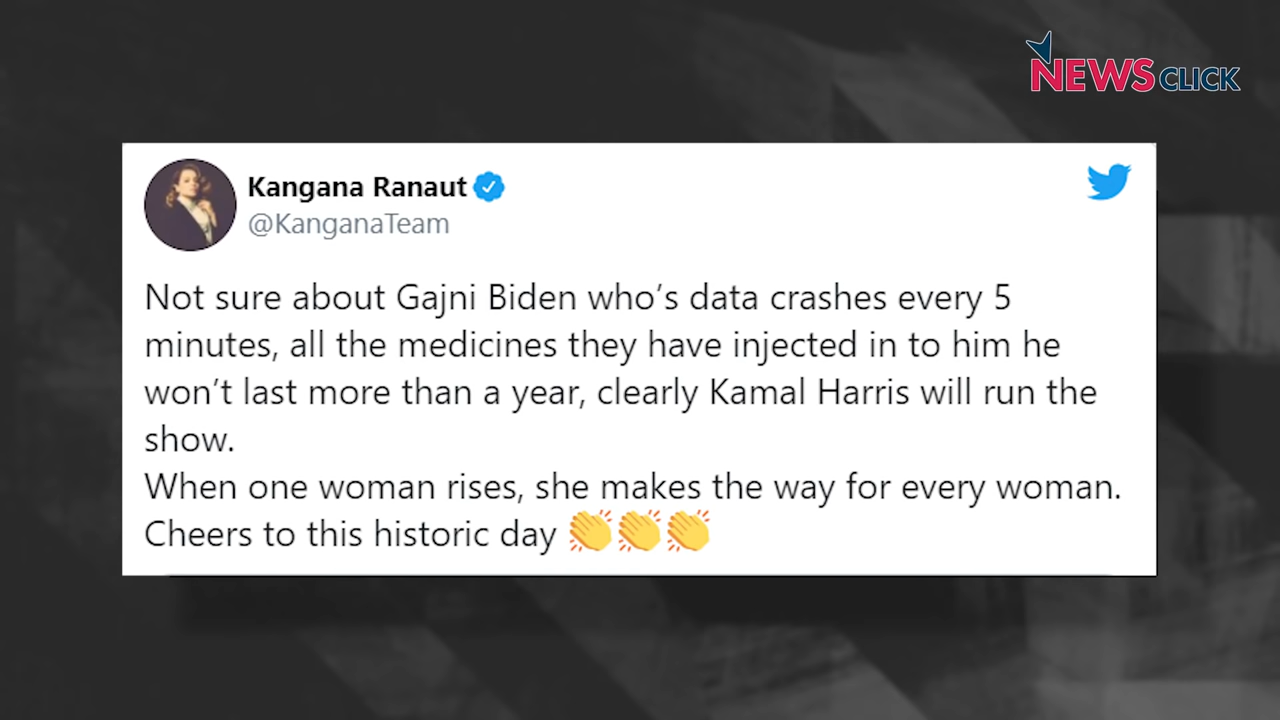 NEWSCLICK
Kangana Ranaut
@KanganaTeam
Not sure about Gajni Biden who’s data crashes every 5
minutes, all the medicines they have injected in to him he
won’t last more than a year, clearly Kamal Harris will run the
show.
When one woman rises, she makes the way for every woman.
Cheers to this historic day 👏👏👏